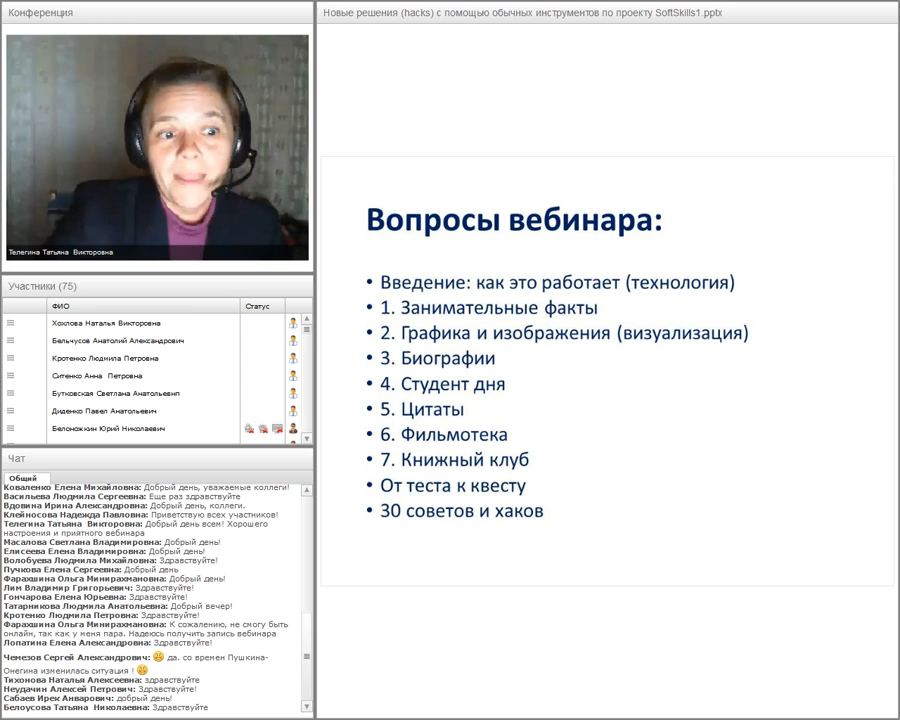 Конференция
Телегина Татьяна Викторовна
Участники (75)
ФИО Статус
Хохлова Наталья Викторовна
Бельчусов Анатолий Александрович
Кротенко Людмила Петровна
Ситенко Анна Петровна
Бутковская Светлана Анатольевнп
Диденко Павел Анатольевич
Белоножкин Юрий Николаевич
Чат
Общий
Коваленко Елена Михайловна: Добрый день, уважаемые коллеги!
Васильева Людмила Сергеевна: Еще раз здравствуйте
Вдовина Ирина Александровна: Добрый день, коллеги.
Клейносова Надежда Павловна: Приветствую всех участников!
Телегина Татьяна Викторовна: Добрый день всем! Хорошего
настроения и приятного вебинара
Масалова Светлана Владимировна: Добрый день!
Елисеева Елена Владимировна: Добрый день!
Волобуева Людмила Михайловна: Здравствуйте!
Пучкова Елена Сергеевна: Добрый день
Фарахшина Ольга Минирахмановна: Добрый день!
Лим Владимир Григорьевич: Здравствуйте!
Гончарова Елена Юрьевна: Здравствуйте!
Татарникова Людмила Анатольевна: Добрый вечер!
Кротенко Людмила Петровна: Здравствуйте!
Фарахшина Ольга Минирахмановна: К сожалению, не смогу быть
онлайн, так как у меня пара. Надеюсь получить запись вебинара
Лопатина Елена Александровна: Здравствуйте!
Чемезов Сергей Александрович: да. со времен Пушкина-
Онегина изменилась ситуация !
Тихонова Наталья Алексеевна: здравствуйте
Неудачин Алексей Петрович: Здравствуйте!
Сабаев Ирек Анварович: добрый день!
Белоусова Татьяна Николаевна: Здравствуйте
Новые решения (hacks) с помощью обычных инструментов по проекту SoftSkills1.pptx
Вопросы вебинара:
• Введение: как это работает (технология)
• 1. Занимательные факты
• 2. Графика и изображения (визуализация)
• 3. Биографии
• 4. Студент дня
• 5. Цитаты
• 6. Фильмотека
• 7. Книжный клуб
• От теста к квесту
• 30 советов и хаков